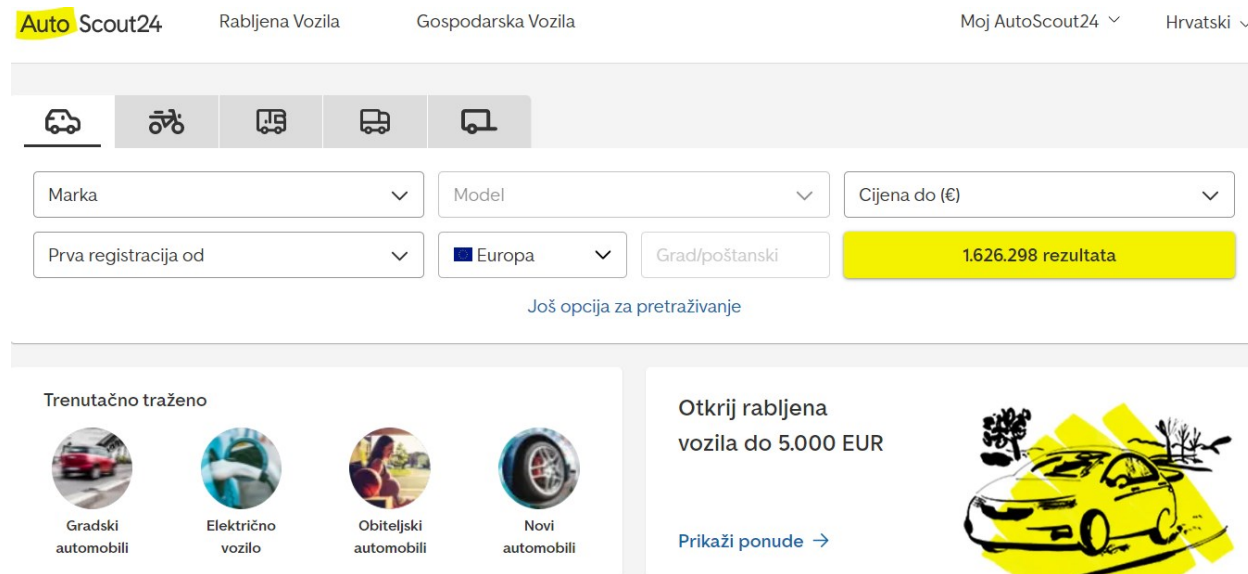 AutoScout24 Rabljena Vozila Gospodarska Vozila Moj AutoScout24 Hrvatski
Marka Model Cijena do (€)
Prva registracija od Europa Grad/poštanski 1.626.298 rezultata
Još opcija za pretraživanje
Trenutačno traženo
Gradski
automobili
Električno
vozilo
Obiteljski
automobili
Novi
automobili
Otkrij rabljena
vozila do 5.000 EUR
Prikaži ponude